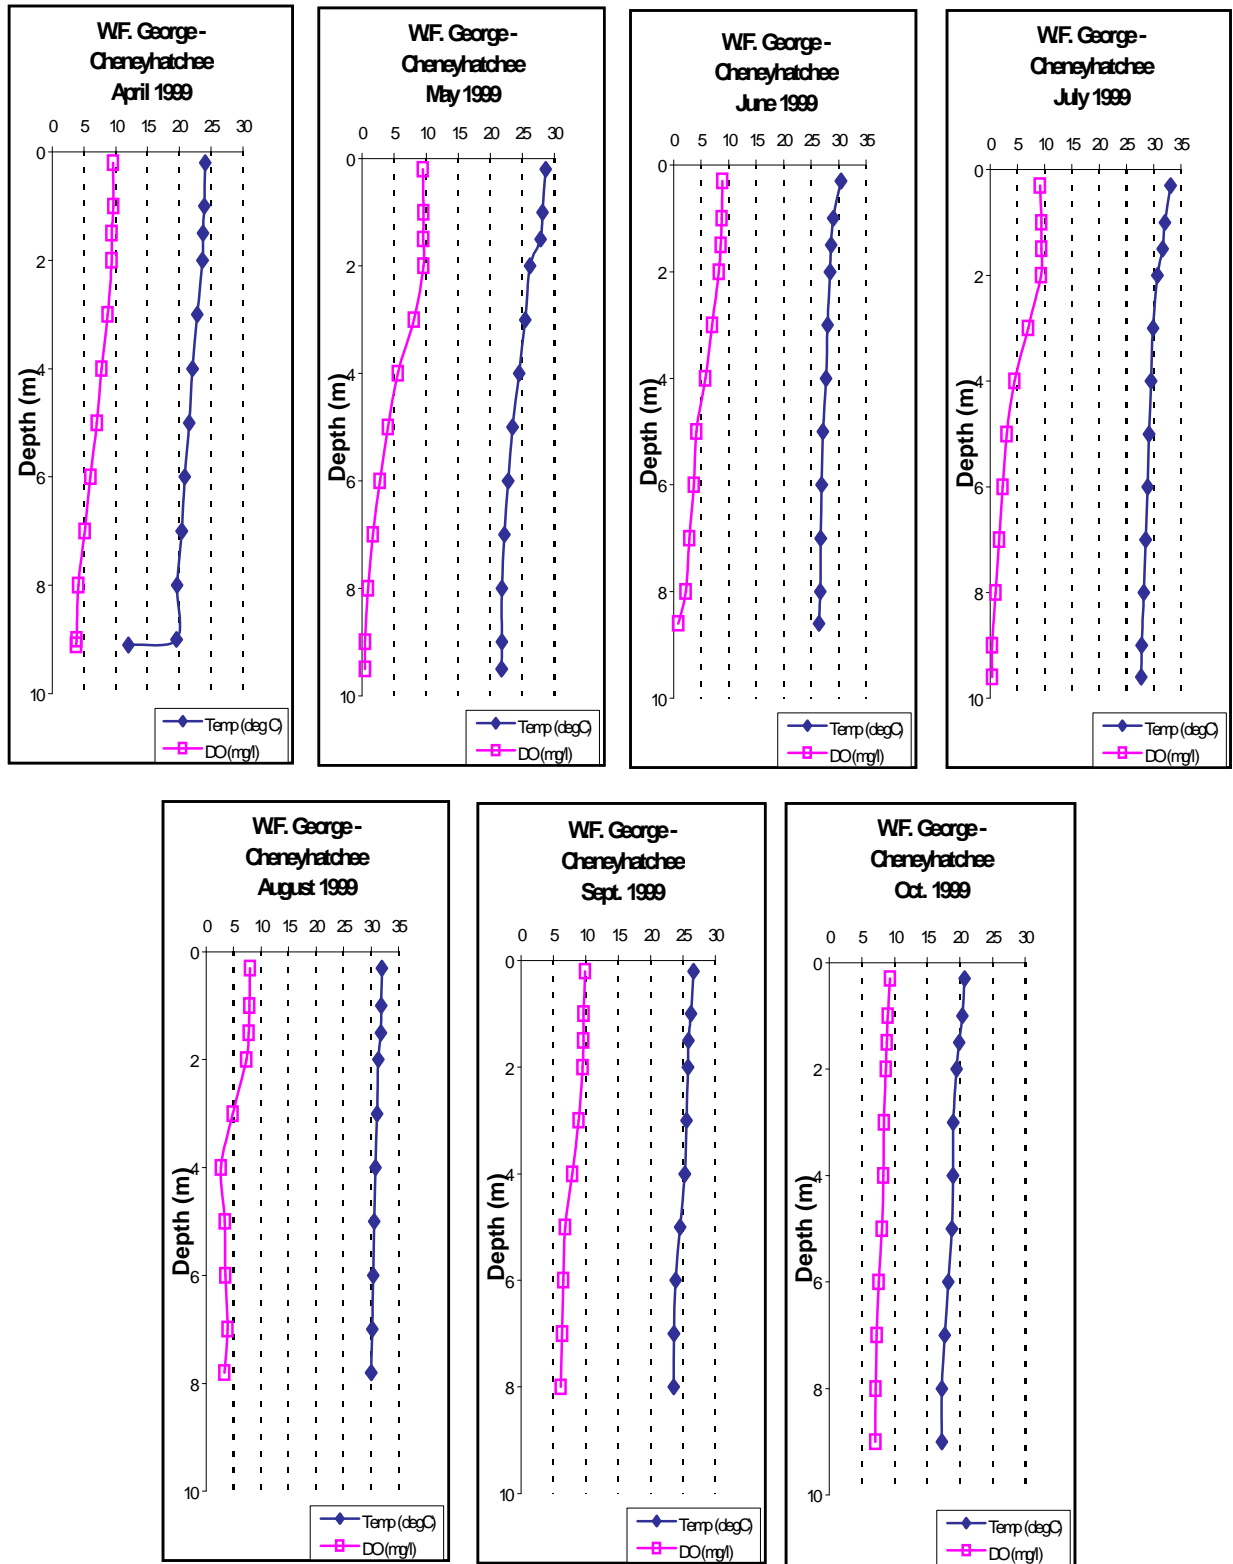 W.F. George -
Cheneyhatchee
April 1999
0 5 10 15 20 25 30
0
2
4
6
8
10
Depth (m)
Temp (deg C)
DO (mg/l)
W.F. George -
Cheneyhatchee
May 1999
0 5 10 15 20 25 30
0
2
4
6
8
10
Depth (m)
Temp (degC)
DO (mg/l)
W.F. George -
Cheneyhatchee
June 1999
0 5 10 15 20 25 30 35
0
2
4
6
8
10
Depth (m)
Temp (degC)
DO (mg/l)
W.F. George -
Cheneyhatchee
July 1999
0 5 10 15 20 25 30 35
0
2
4
6
8
10
Depth (m)
Temp (degC)
DO (mg/l)
W.F. George -
Cheneyhatchee
August 1999
0 5 10 15 20 25 30 35
0
2
4
6
8
10
Depth (m)
Temp (degC)
DO (mg/l)
W.F. George -
Cheneyhatchee
Sept. 1999
0 5 10 15 20 25 30
0
2
4
6
8
10
Depth (m)
Temp (degC)
DO (mg/l)
W.F. George -
Cheneyhatchee
Oct. 1999
0 5 10 15 20 25 30
0
2
4
6
8
10
Depth (m)
Temp (degC)
DO (mg/l)